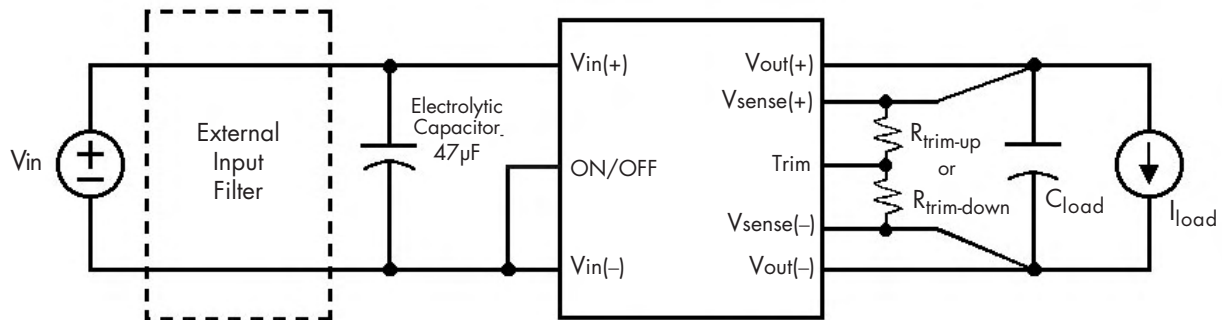 Vin
+
−
External
Input
Filter
Electrolytic
Capacitor
47µF
Vin(+)
ON/OFF
Vin(–)
Vout(+)
Vsense(+)
Trim
Vsense(–)
Vout(–)
Rtrim-up
or
Rtrim-down
Cload
Iload